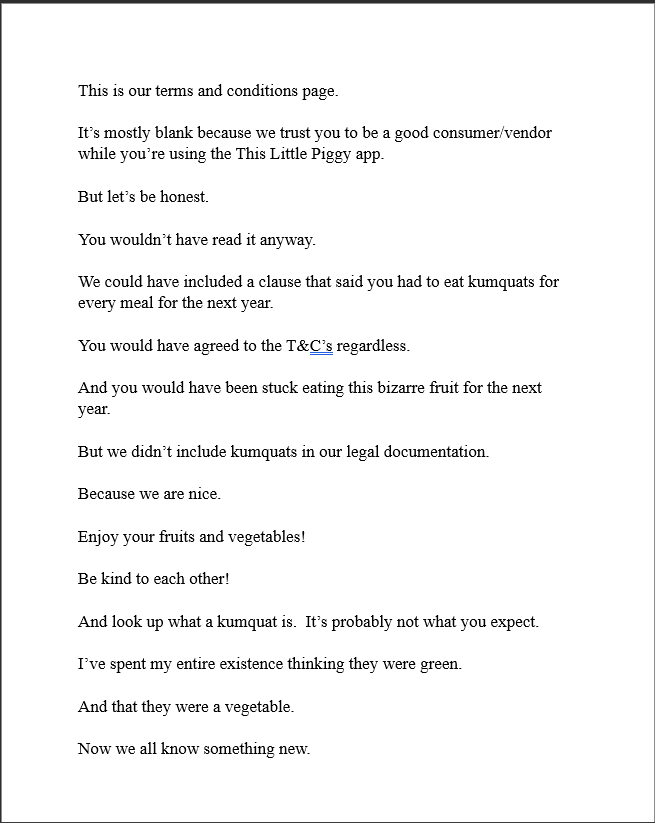 This is our terms and conditions page.
It’s mostly blank because we trust you to be a good consumer/vendor
while you’re using the This Little Piggy app.
But let’s be honest.
You wouldn’t have read it anyway.
We could have included a clause that said you had to eat kumquats for
every meal for the next year.
You would have agreed to the T&C’s regardless.
And you would have been stuck eating this bizarre fruit for the next
year.
But we didn’t include kumquats in our legal documentation.
Because we are nice.
Enjoy your fruits and vegetables!
Be kind to each other!
And look up what a kumquat is.  It’s probably not what you expect.
I’ve spent my entire existence thinking they were green.
And that they were a vegetable.
Now we all know something new.